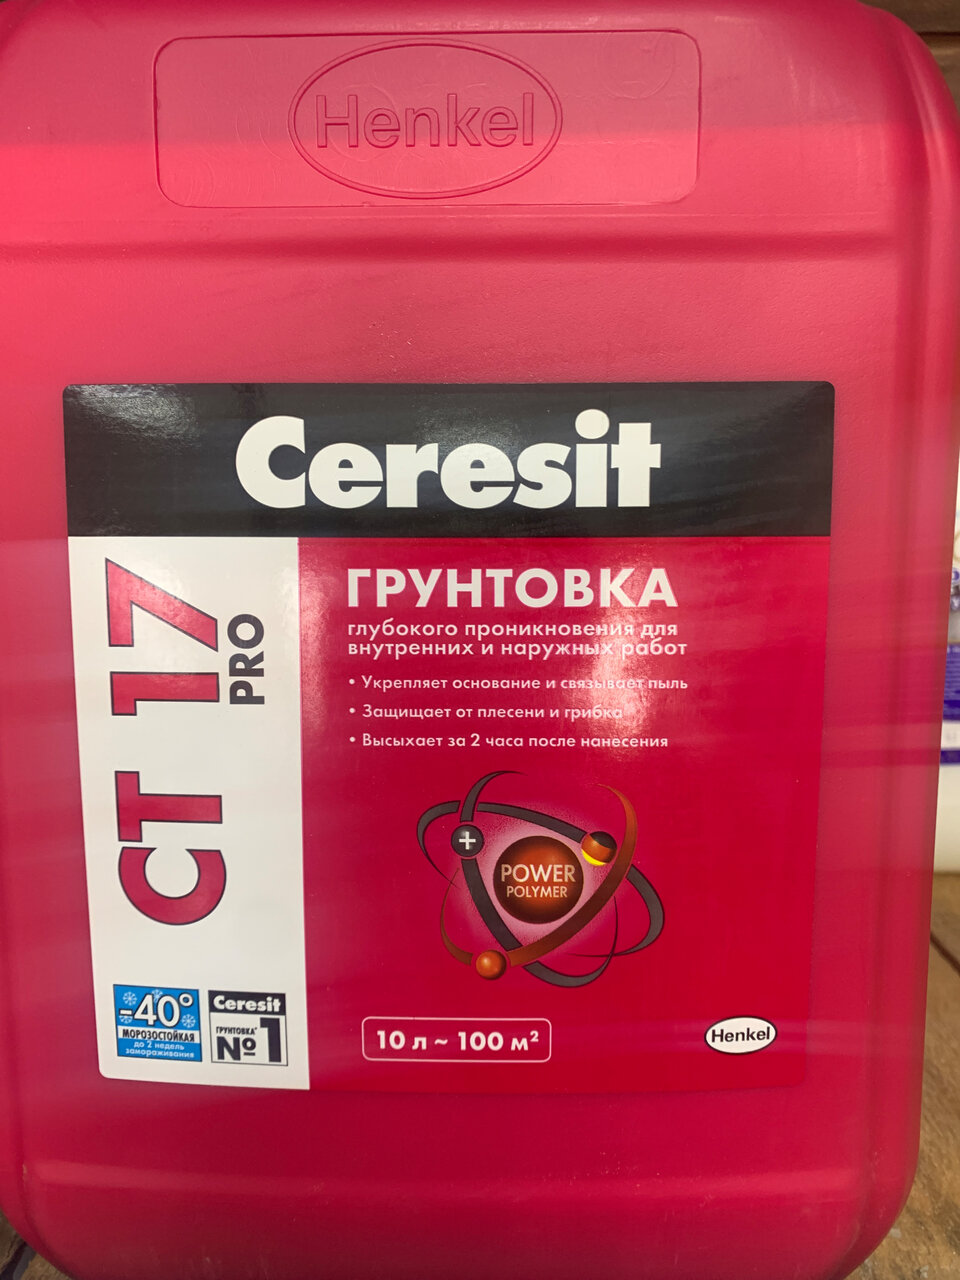 Henkel
Ceresit
CT 17
PRO
ГРУНТОВКА
глубокого проникновения для
внутренних и наружных работ
• Укрепляет основание и связывает пыль
• Защищает от плесени и грибка
• Высыхает за 2 часа после нанесения
+
POWER
POLYMER
-40°
МОРОЗОСТОЙКАЯ
до 2 недель
замораживания
Ceresit
ГРУНТОВКА*
№1
10 л ~ 100 м²
Henkel